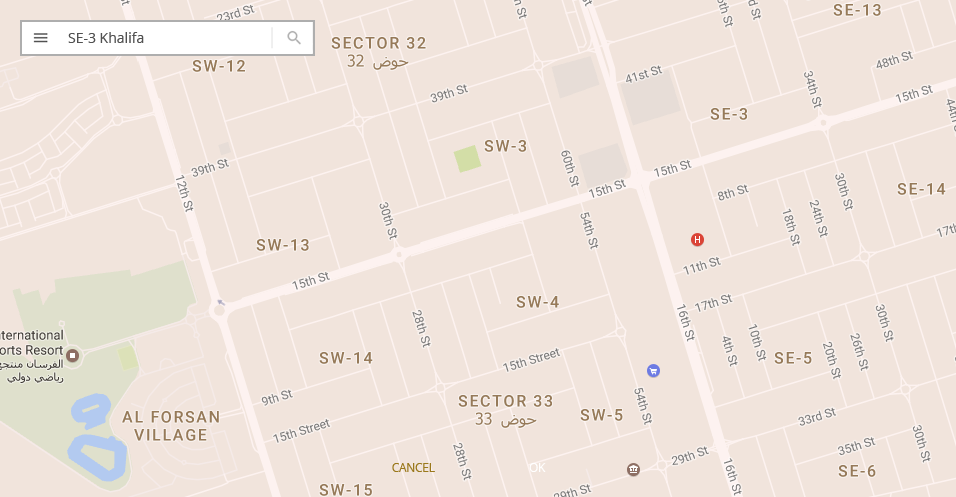 SE-3 Khalifa
23rd St
SE-13
SECTOR 32
حوض 32
SW-12
48th St
41st St
34th St
39th St
15th St
SE-3
SW-3
60th St
39th St
15th St
15th St
12th St
8th St
30th St
SE-14
18th St
24th St
30th St
54th St
SW-13
11th St
15th St
SW-4
17th St
16th St
28th St
30th St
10th St
4th St
26th St
20th St
SW-14
15th Street
SE-5
الفرسان منتجع
رياضي دولي
9th St
SECTOR 33
حوض 33
54th St
AL FORSAN
VILLAGE
SW-5
33rd St
15th Street
30th St
35th St
29th St
28th St
16th St
CANCEL
OK
SE-6
SW-15